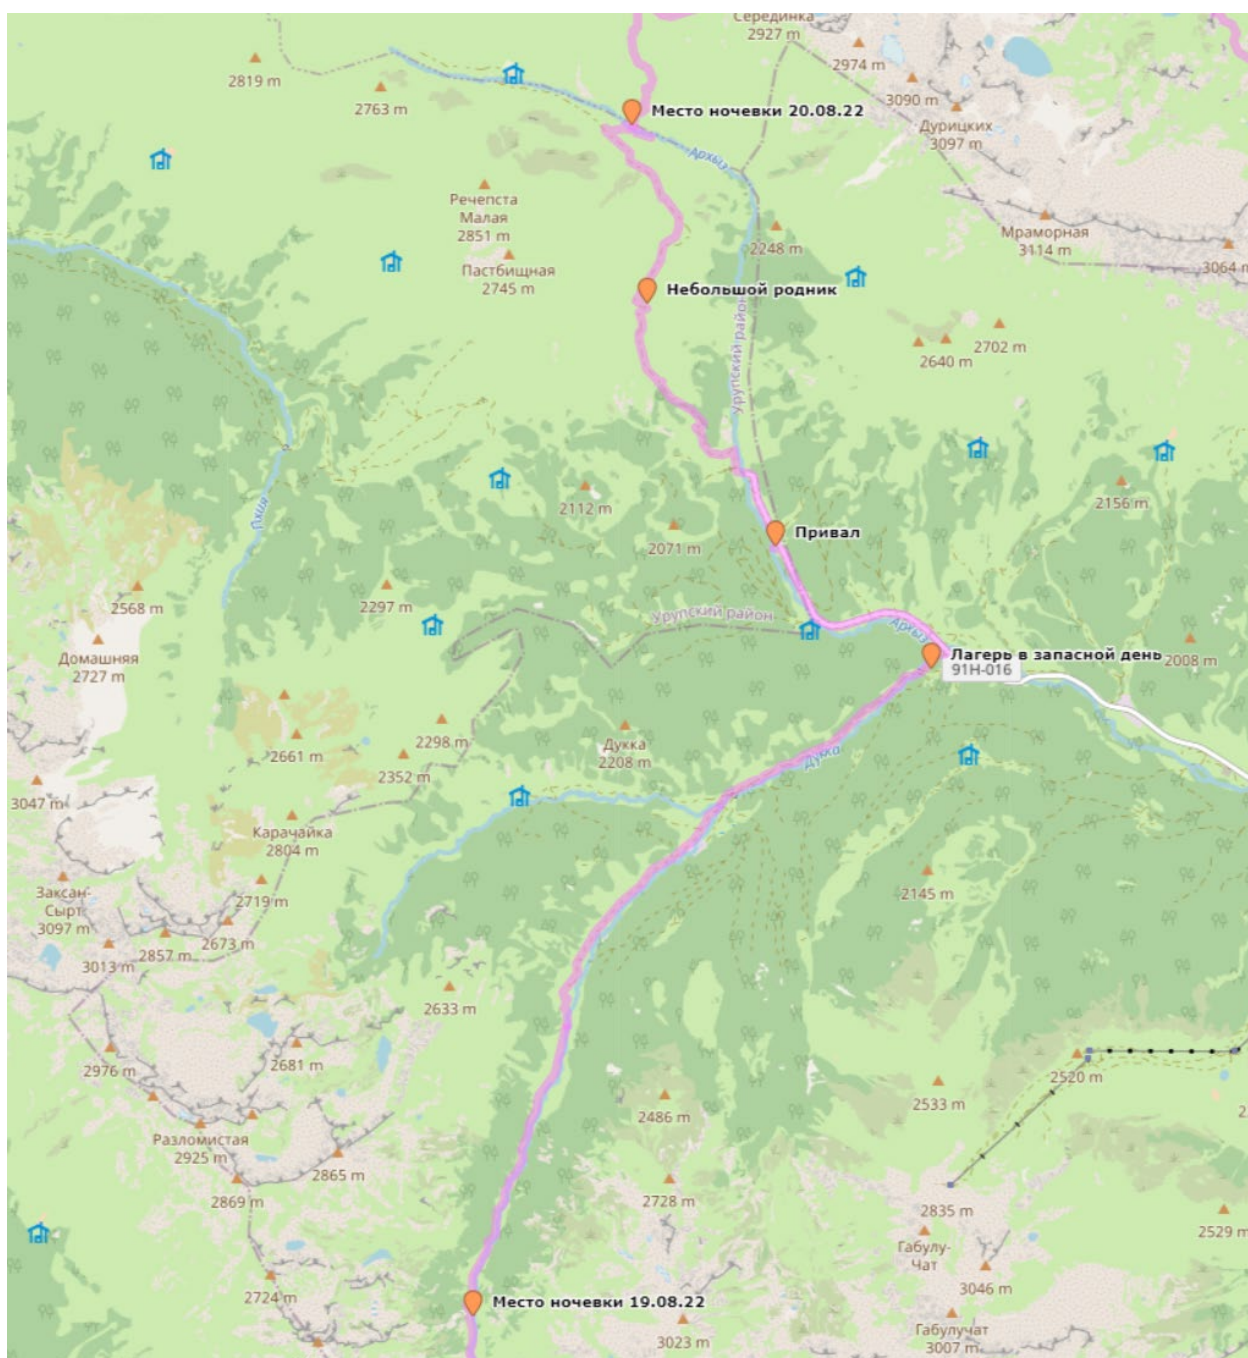 Серединка
2927 m
2819 m
2763 m
2974 m
3090 m
Место ночевки 20.08.22
Дурицких
3097 m
Архыз
Речепста
Малая
2851 m
Пастбищная
2745 m
2248 m
Мраморная
3114 m
3064 m
Небольшой родник
Урупский район
2702 m
2640 m
Пхия
2112 m
2156 m
2071 m
Привал
2568 m
2297 m
Урупский район
Архыз
Домашняя
2727 m
Лагерь в запасной день
91Н-016
2008 m
2298 m
2661 m
2352 m
Дукка
2208 m
Дукка
3047 m
Карачайка
2804 m
Заксан-
Сырт
3097 m
2719 m
2145 m
2673 m
2857 m
3013 m
2633 m
2976 m
2681 m
2520 m
2533 m
2486 m
Разломистая
2925 m
2865 m
2869 m
2728 m
2835 m
2529 m
Габулу-
Чат
3046 m
2724 m
Место ночевки 19.08.22
3023 m
Габулучат
3007 m